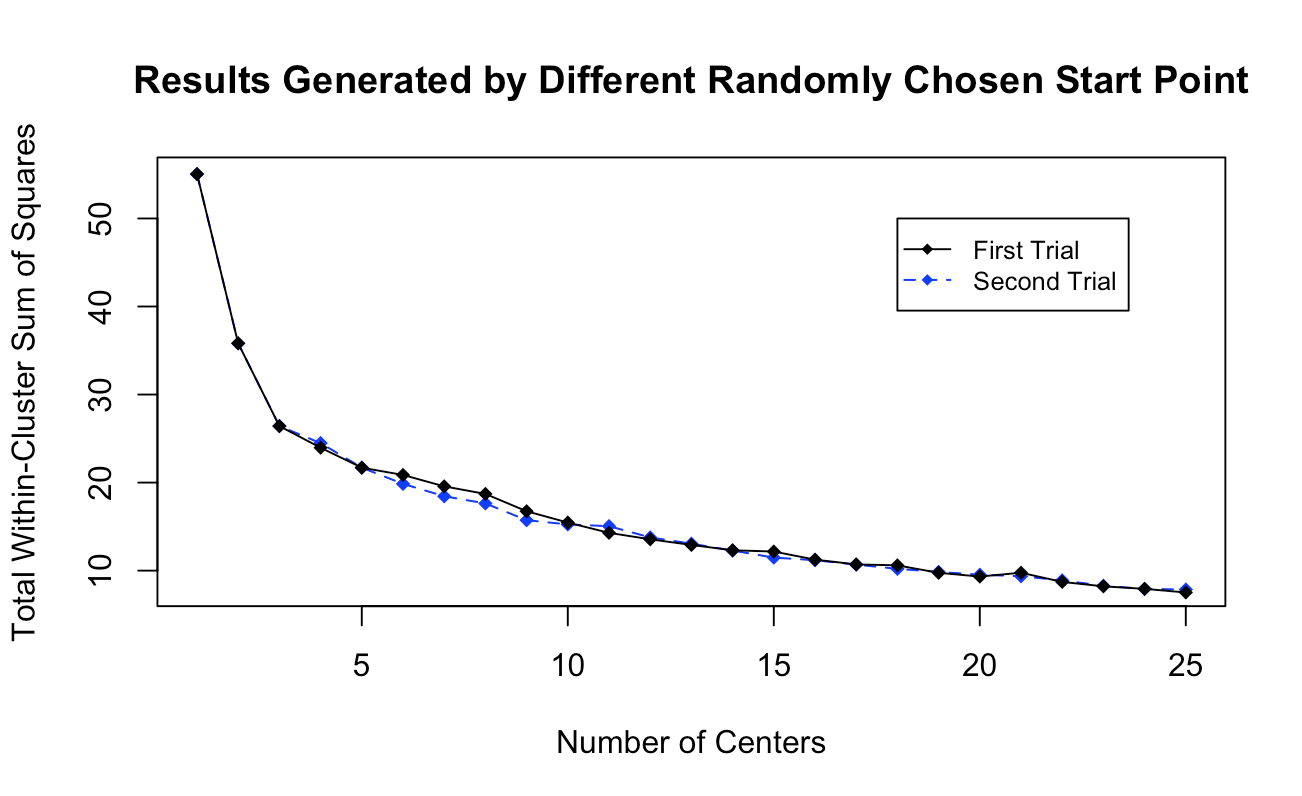 Results Generated by Different Randomly Chosen Start Point
Total Within-Cluster Sum of Squares
50
40
30
20
10
First Trial
Second Trial
5 10 15 20 25
Number of Centers